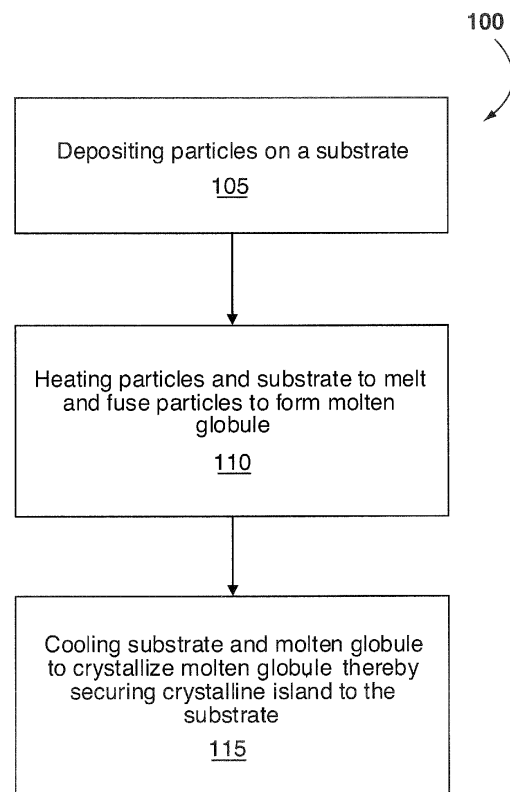 100
Depositing particles on a substrate
105
Heating particles and substrate to melt
and fuse particles to form molten
globule
110
Cooling substrate and molten globule
to crystallize molten globule thereby
securing crystalline island to the
substrate
115